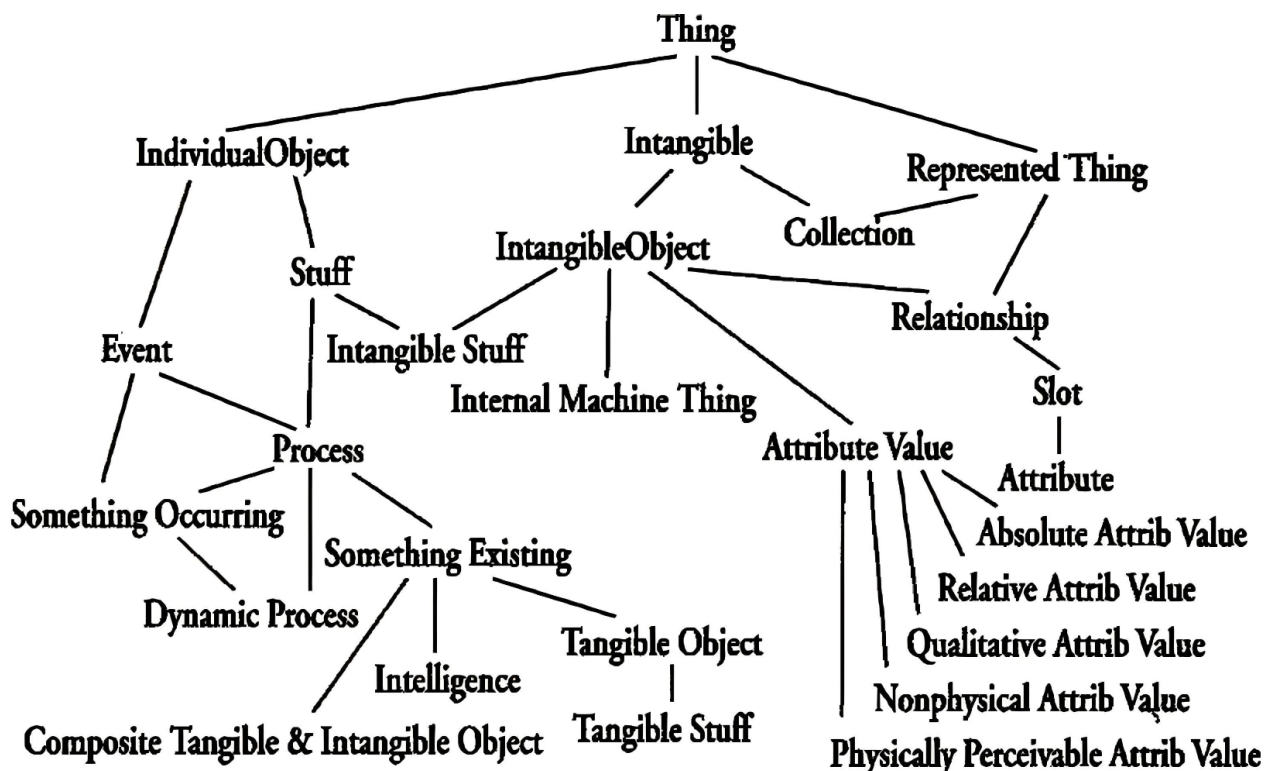 Thing
IndividualObject
Intangible
Represented Thing
Collection
IntangibleObject
Stuff
Relationship
Event
Intangible Stuff
Internal Machine Thing
Slot
Process
Attribute Value
Attribute
Something Occurring
Absolute Attrib Value
Something Existing
Relative Attrib Value
Dynamic Process
Tangible Object
Qualitative Attrib Value
Intelligence
Nonphysical Attrib Value
Composite Tangible & Intangible Object
Tangible Stuff
Physically Perceivable Attrib Value